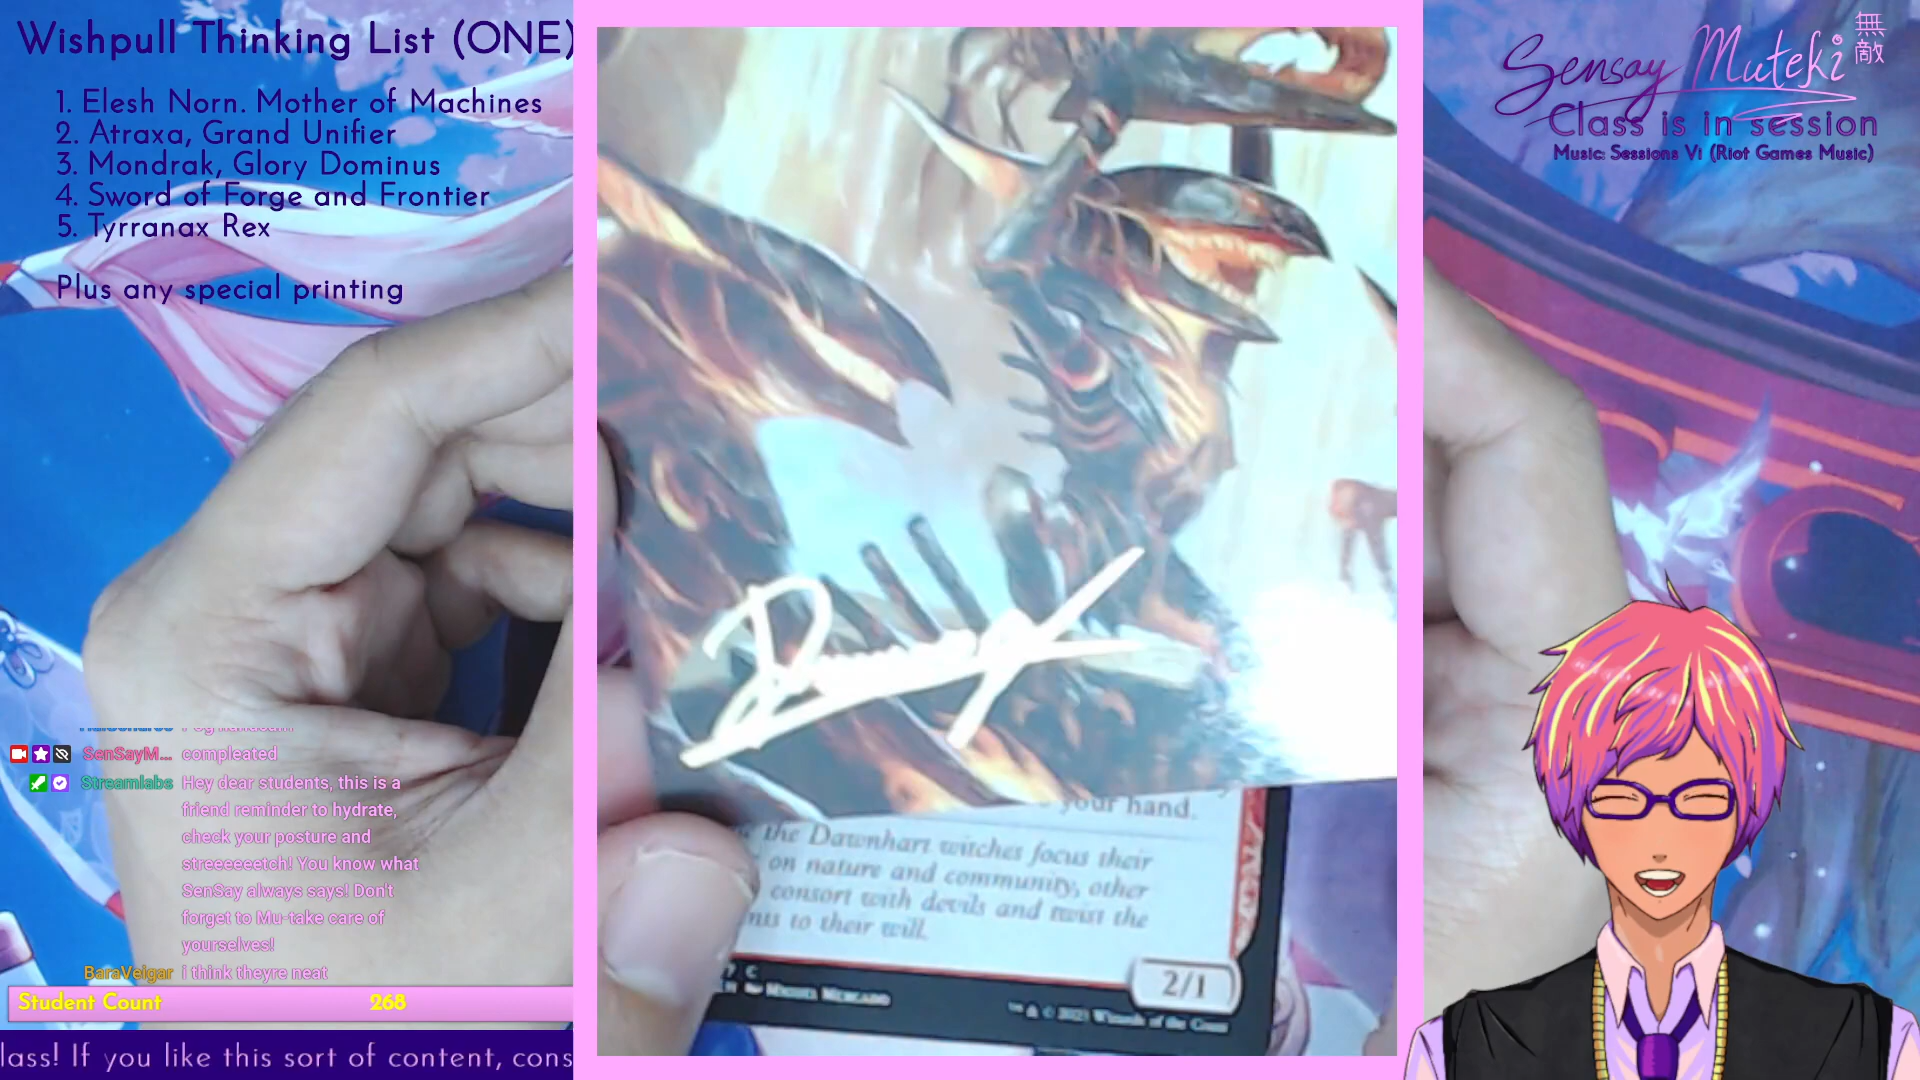 Wishpull Thinking List (ONE)
1. Elesh Norn. Mother of Machines
2. Atraxa, Grand Unifier
3. Mondrak, Glory Dominus
4. Sword of Forge and Frontier
5. Tyrranax Rex
Plus any special printing
SenSayM... compleated
Streamlabs Hey dear students, this is a
friend reminder to hydrate,
check your posture and
streeeeeetch! You know what
SenSay always says! Don't
forget to Mu-take care of
yourselves!
BaraVeigar i think theyre neat
Student Count 268
lass! If you like this sort of content, cons
your hand.
the Dawnhart witches focus their
on nature and community, other
consort with devils and twist the
to their will.
2/1
C
™ & © 2021 Wizards of the Coast
Sensay Muteki 無敵
Class is in session
Music: Sessions Vi (Riot Games Music)